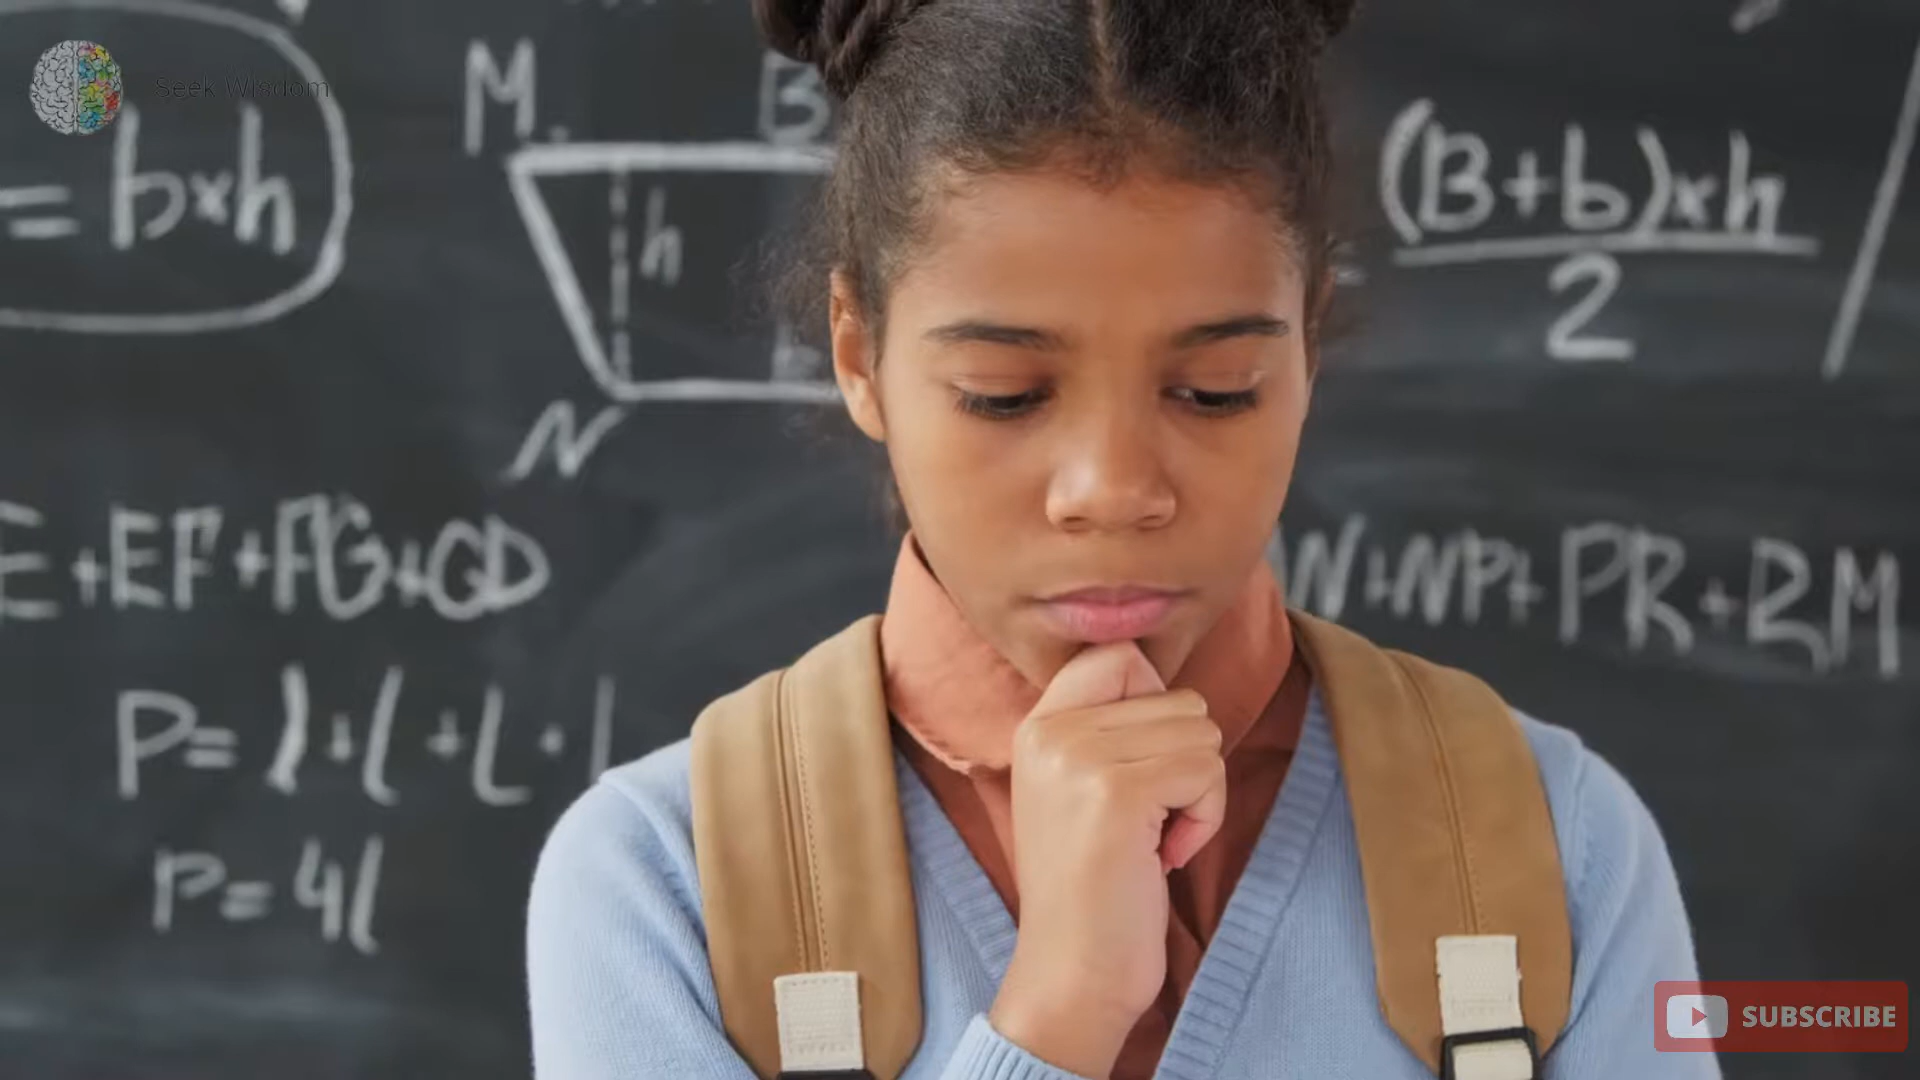 Seek Wisdom
= b×h
M
B
h
N
(B+b)×h
2
E+EF+FG+GD
N+NP+PR+RM
P= l+l+l+l
P=4l
SUBSCRIBE